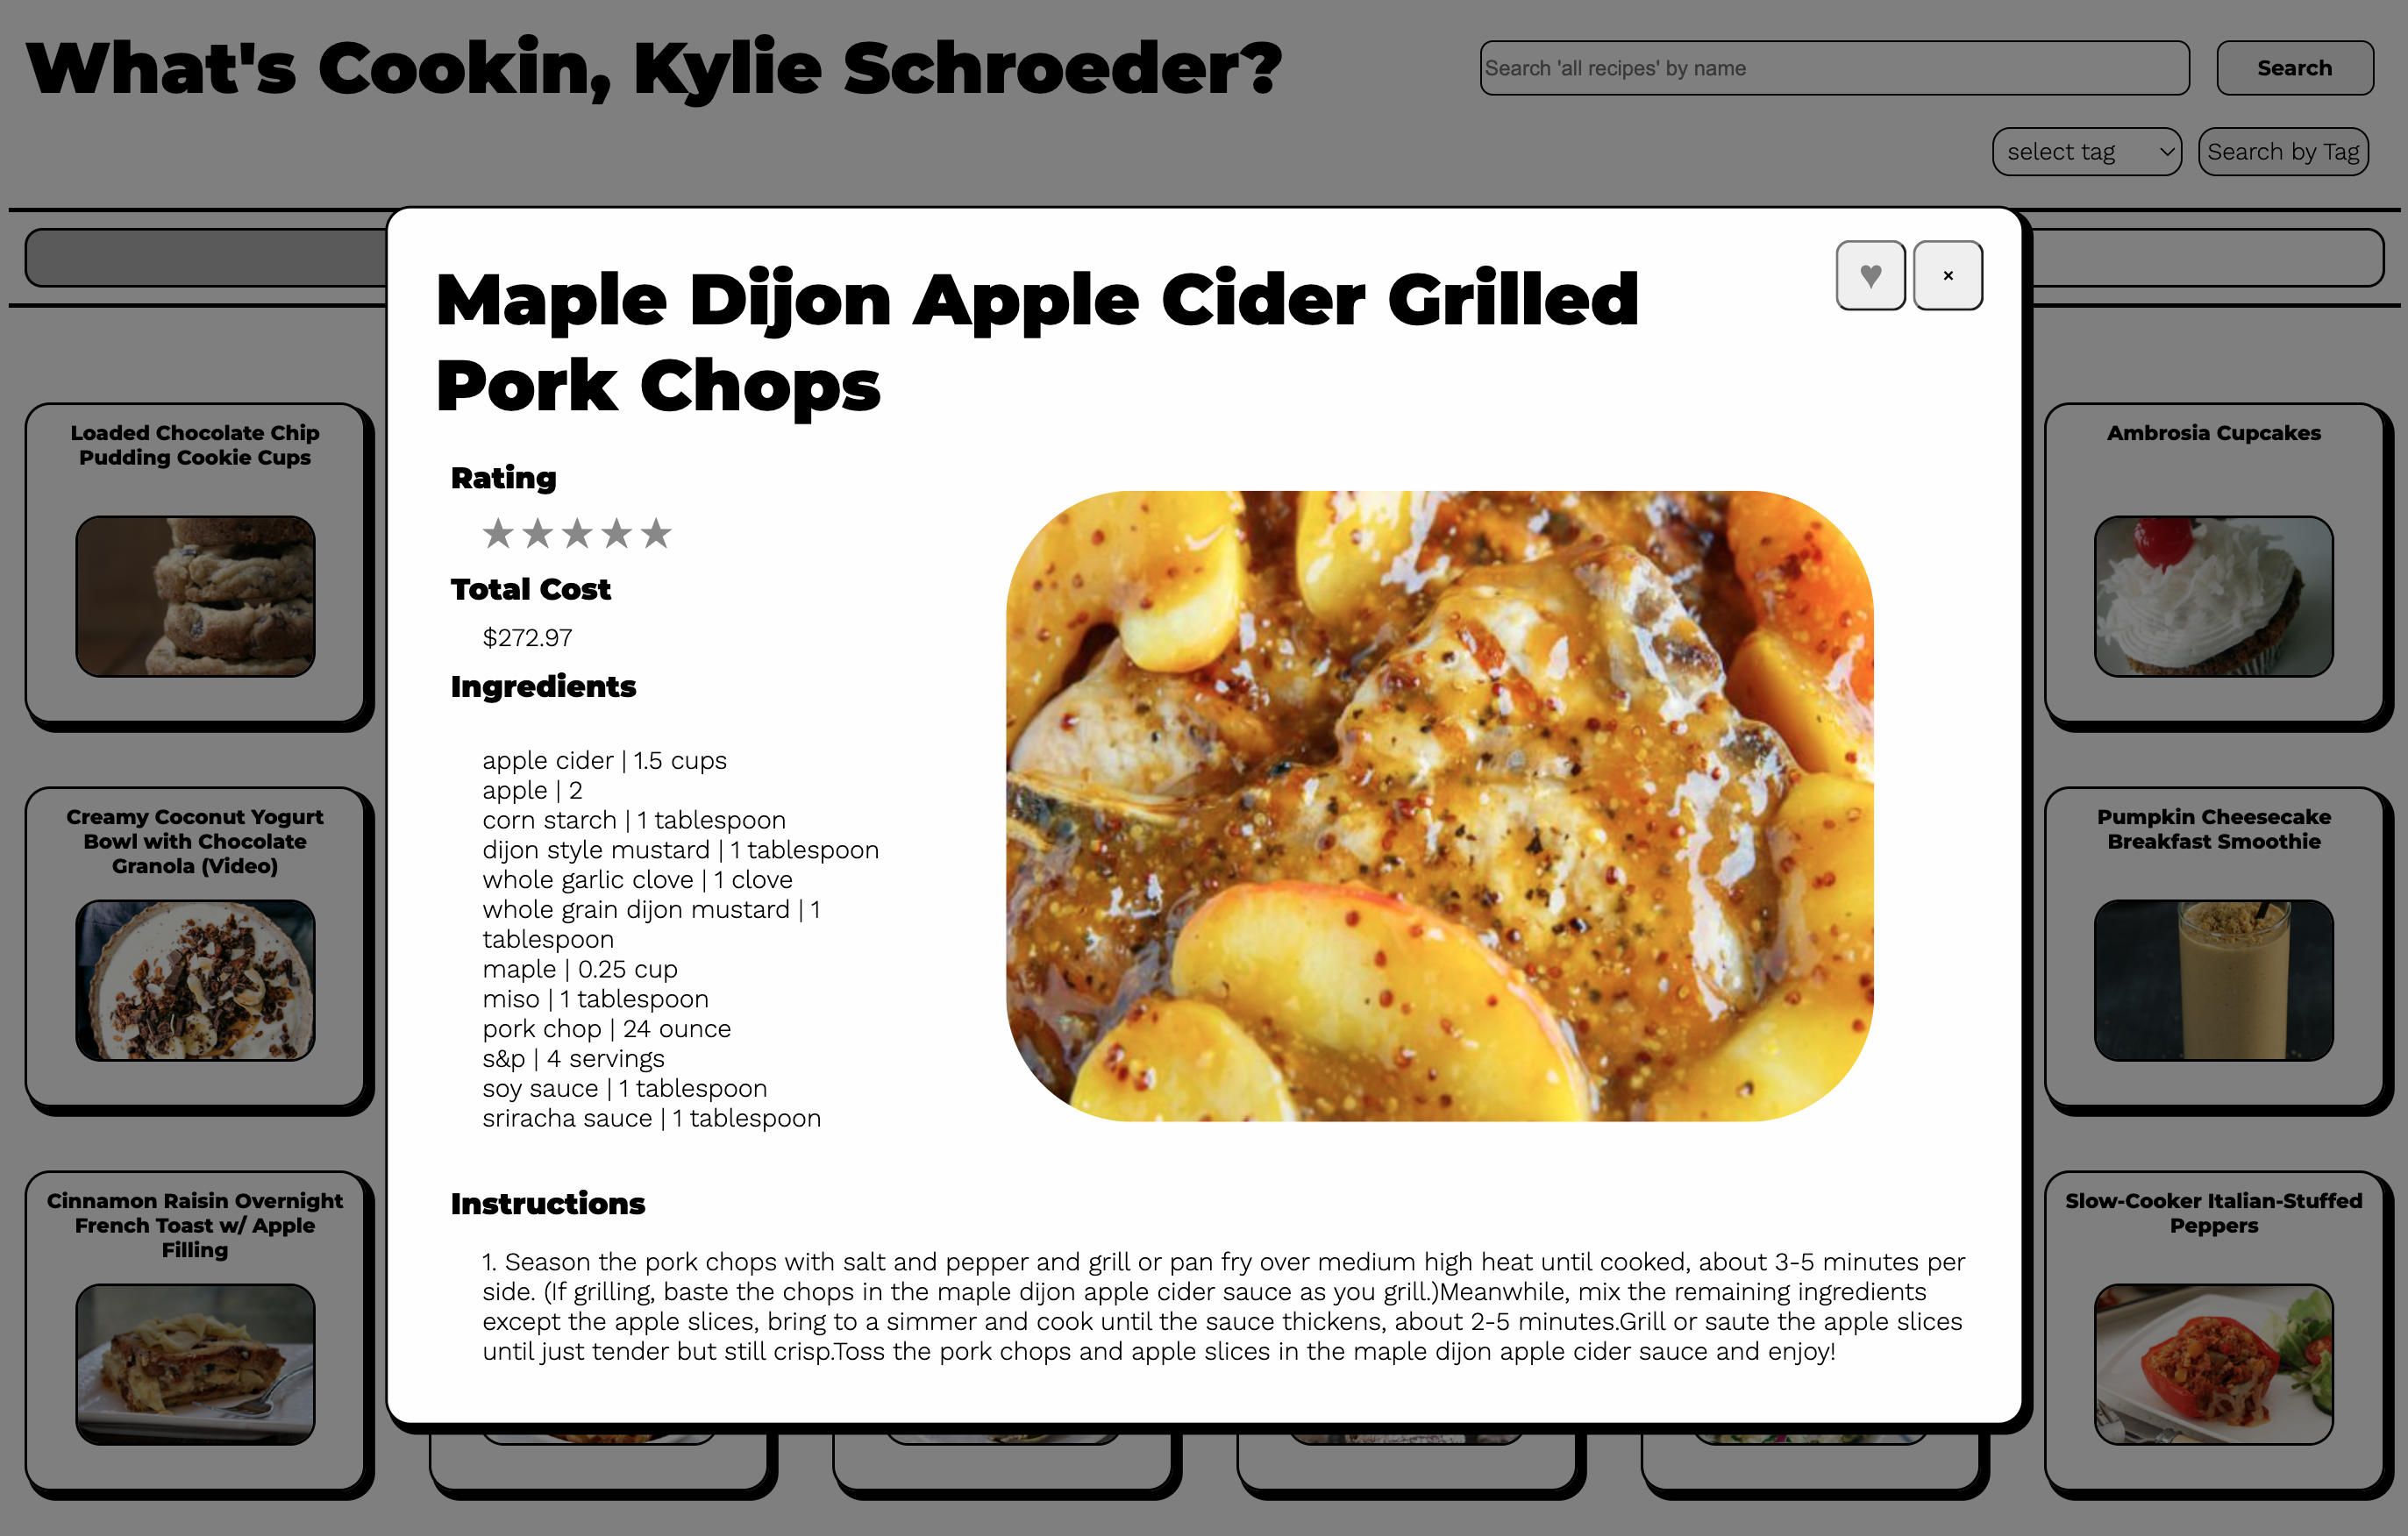 What's Cookin, Kylie Schroeder?
Search 'all recipes' by name
Search
select tag
Search by Tag
Maple Dijon Apple Cider Grilled
Pork Chops
♥
×
Rating
★★★★★
Total Cost
$272.97
Ingredients
apple cider | 1.5 cups
apple | 2
corn starch | 1 tablespoon
dijon style mustard | 1 tablespoon
whole garlic clove | 1 clove
whole grain dijon mustard | 1
tablespoon
maple | 0.25 cup
miso | 1 tablespoon
pork chop | 24 ounce
s&p | 4 servings
soy sauce | 1 tablespoon
sriracha sauce | 1 tablespoon
Instructions
1. Season the pork chops with salt and pepper and grill or pan fry over medium high heat until cooked, about 3-5 minutes per
side. (If grilling, baste the chops in the maple dijon apple cider sauce as you grill.)Meanwhile, mix the remaining ingredients
except the apple slices, bring to a simmer and cook until the sauce thickens, about 2-5 minutes.Grill or saute the apple slices
until just tender but still crisp.Toss the pork chops and apple slices in the maple dijon apple cider sauce and enjoy!
Loaded Chocolate Chip
Pudding Cookie Cups
Ambrosia Cupcakes
Creamy Coconut Yogurt
Bowl with Chocolate
Granola (Video)
Pumpkin Cheesecake
Breakfast Smoothie
Cinnamon Raisin Overnight
French Toast w/ Apple
Filling
Slow-Cooker Italian-Stuffed
Peppers